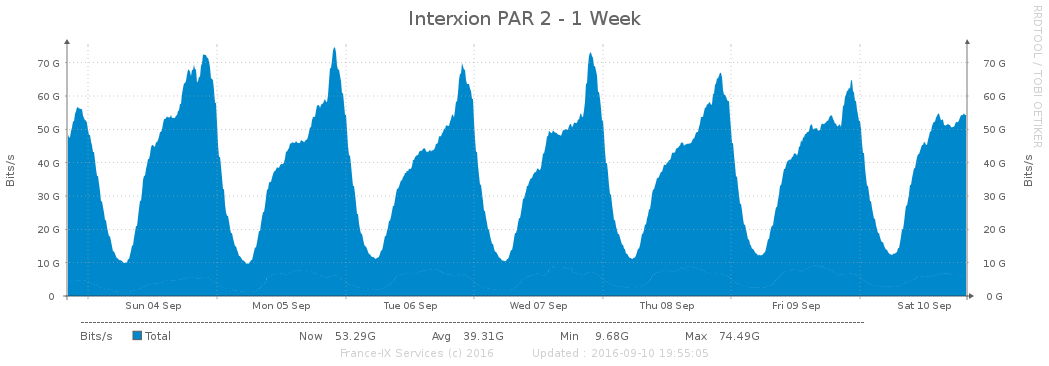 Interxion PAR 2 - 1 Week
RRDTOOL / TOBI OETIKER
Bits/s
Bits/s
70 G 70 G
60 G 60 G
50 G 50 G
40 G 40 G
30 G 30 G
20 G 20 G
10 G 10 G
0 0 G
Sun 04 Sep Mon 05 Sep Tue 06 Sep Wed 07 Sep Thu 08 Sep Fri 09 Sep Sat 10 Sep
Bits/s Total Now 53.29G Avg 39.31G Min 9.68G Max 74.49G
France-IX Services (c) 2016 Updated : 2016-09-10 19:55:05